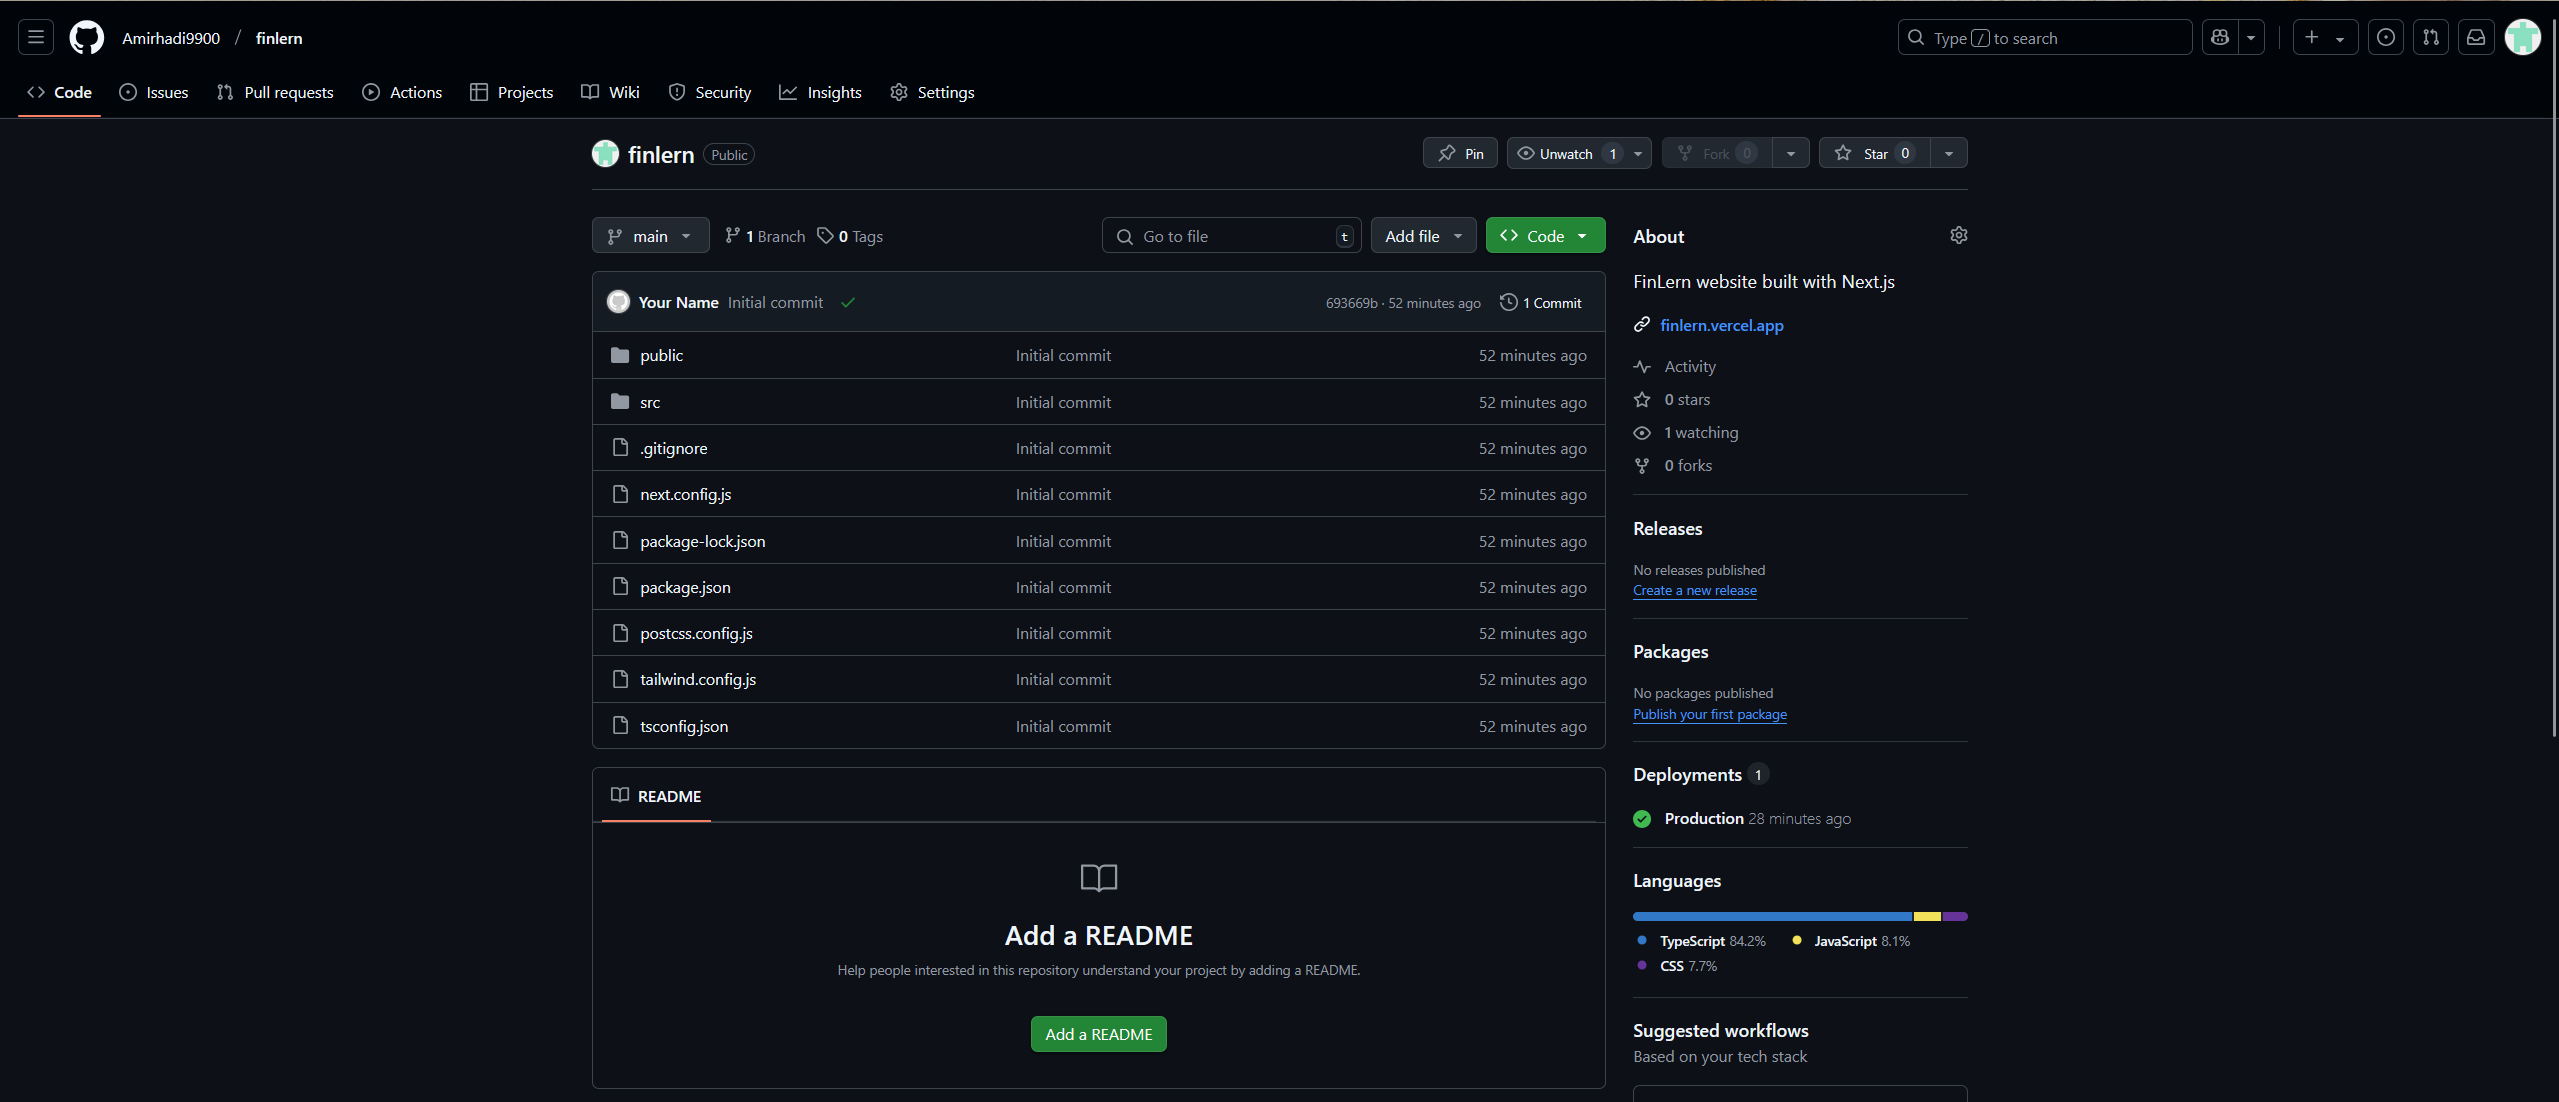 Amirhadi9900 / finlern
Type / to search
Code Issues Pull requests Actions Projects Wiki Security Insights Settings
finlern Public
Pin Unwatch 1 Fork 0 Star 0
main 1 Branch 0 Tags
Go to file t Add file Code
Your Name Initial commit 693669b · 52 minutes ago 1 Commit
public Initial commit 52 minutes ago
src Initial commit 52 minutes ago
.gitignore Initial commit 52 minutes ago
next.config.js Initial commit 52 minutes ago
package-lock.json Initial commit 52 minutes ago
package.json Initial commit 52 minutes ago
postcss.config.js Initial commit 52 minutes ago
tailwind.config.js Initial commit 52 minutes ago
tsconfig.json Initial commit 52 minutes ago
README
Add a README
Help people interested in this repository understand your project by adding a README.
Add a README
About
FinLern website built with Next.js
finlern.vercel.app
Activity
0 stars
1 watching
0 forks
Releases
No releases published
Create a new release
Packages
No packages published
Publish your first package
Deployments 1
Production 28 minutes ago
Languages
TypeScript 84.2% JavaScript 8.1%
CSS 7.7%
Suggested workflows
Based on your tech stack